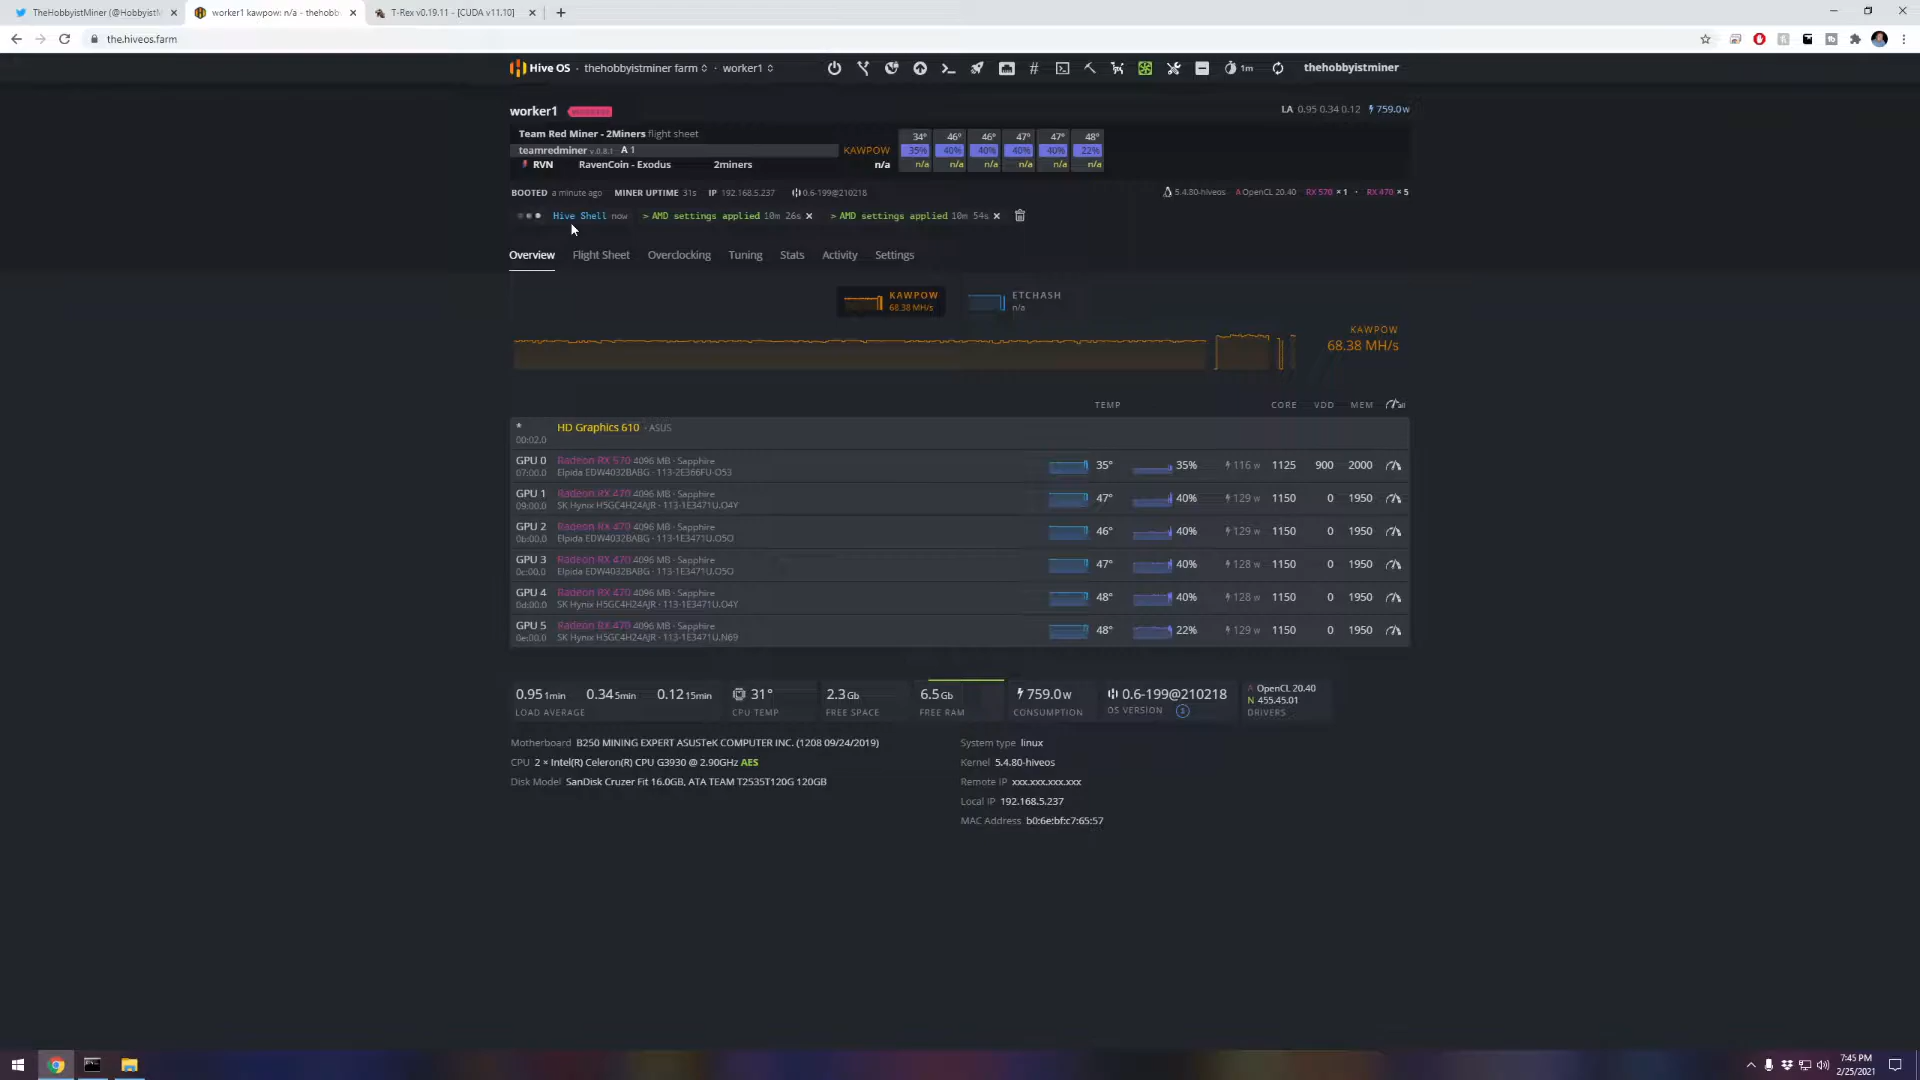 TheHobbyistMiner (@HobbyistM
worker1 kawpow: n/a - thehobb
T-Rex v0.19.11 - [CUDA v11.10]
the.hiveos.farm
Hive OS · thehobbyistminer farm · worker1
1m
thehobbyistminer
worker1
LA 0.95 0.34 0.12 759.0 w
Team Red Miner - 2Miners flight sheet
34° 46° 46° 47° 47° 48°
teamredminer v.0.8.1 A 1
KAWPOW
35% 40% 40% 40% 40% 22%
RVN RavenCoin - Exodus 2miners n/a
n/a n/a n/a n/a n/a n/a
BOOTED a minute ago MINER UPTIME 31s IP 192.168.5.237 0.6-199@210218
5.4.80-hiveos A OpenCL 20.40 RX 570 × 1 · RX 470 × 5
Hive Shell now > AMD settings applied 10m 26s × > AMD settings applied 10m 54s ×
Overview Flight Sheet Overclocking Tuning Stats Activity Settings
KAWPOW
68.38 MH/s
ETCHASH
n/a
KAWPOW
68.38 MH/s
TEMP CORE VDD MEM all
* HD Graphics 610 · ASUS
00:02.0
GPU 0 Radeon RX 570 4096 MB · Sapphire 35° 35% 116 w 1125 900 2000
07:00.0 Elpida EDW4032BABG · 113-2E366FU-O53
GPU 1 Radeon RX 470 4096 MB · Sapphire 47° 40% 129 w 1150 0 1950
09:00.0 SK Hynix H5GC4H24AJR · 113-1E3471U.O4Y
GPU 2 Radeon RX 470 4096 MB · Sapphire 46° 40% 129 w 1150 0 1950
0b:00.0 Elpida EDW4032BABG · 113-1E3471U.O5O
GPU 3 Radeon RX 470 4096 MB · Sapphire 47° 40% 128 w 1150 0 1950
0c:00.0 Elpida EDW4032BABG · 113-1E3471U.O5O
GPU 4 Radeon RX 470 4096 MB · Sapphire 48° 40% 128 w 1150 0 1950
0d:00.0 SK Hynix H5GC4H24AJR · 113-1E3471U.O4Y
GPU 5 Radeon RX 470 4096 MB · Sapphire 48° 22% 129 w 1150 0 1950
0e:00.0 SK Hynix H5GC4H24AJR · 113-1E3471U.N69
0.95 1min 0.34 5min 0.12 15min
LOAD AVERAGE
31°
CPU TEMP
2.3 Gb
FREE SPACE
6.5 Gb
FREE RAM
759.0 w
CONSUMPTION
0.6-199@210218
OS VERSION
A OpenCL 20.40
N 455.45.01
DRIVERS
Motherboard B250 MINING EXPERT ASUSTeK COMPUTER INC. (1208 09/24/2019)
CPU 2 × Intel(R) Celeron(R) CPU G3930 @ 2.90GHz AES
Disk Model SanDisk Cruzer Fit 16.0GB, ATA TEAM T2535T120G 120GB
System type linux
Kernel 5.4.80-hiveos
Remote IP xxx.xxx.xxx.xxx
Local IP 192.168.5.237
MAC Address b0:6e:bf:c7:65:57
7:45 PM
2/25/2021